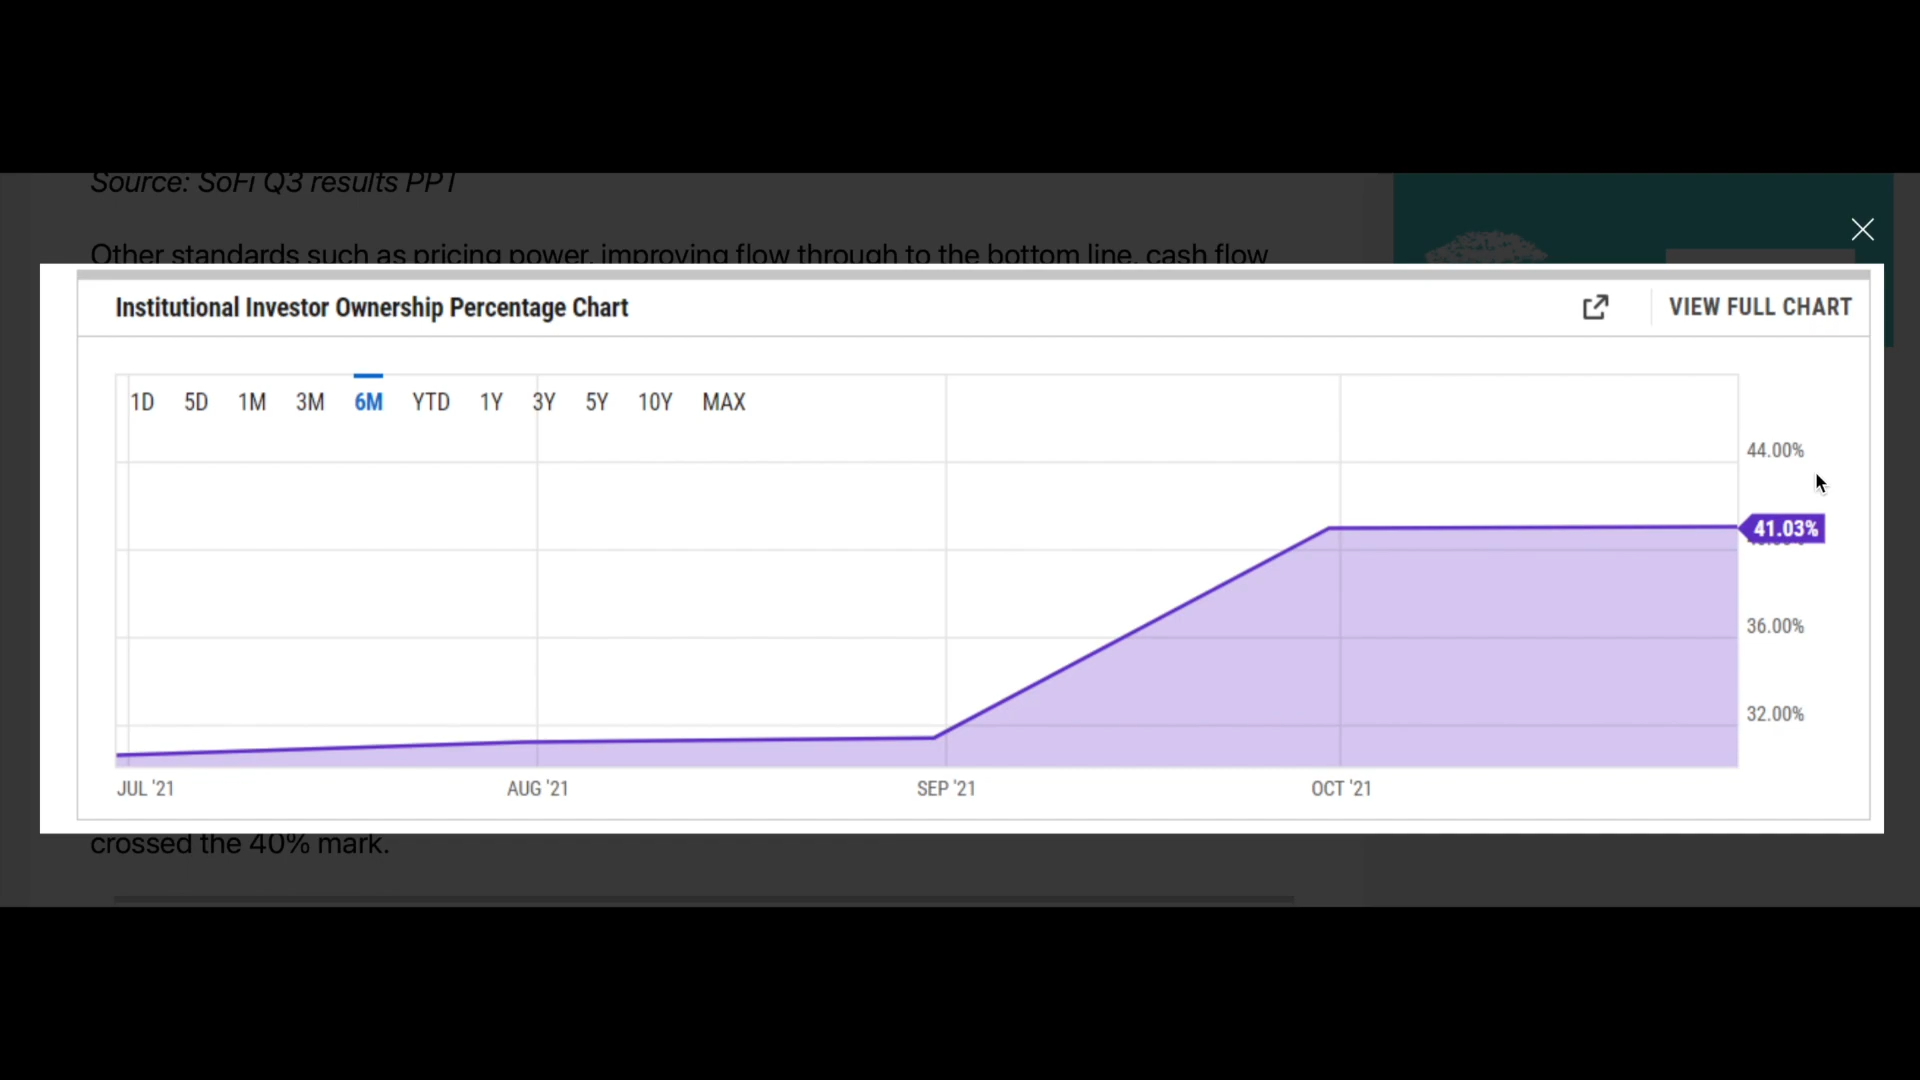 Source: SoFi Q3 results PPT
Other standards such as pricing power, improving flow through to the bottom line, cash flow
Institutional Investor Ownership Percentage Chart
VIEW FULL CHART
1D 5D 1M 3M 6M YTD 1Y 3Y 5Y 10Y MAX
44.00%
41.03%
36.00%
32.00%
JUL '21 AUG '21 SEP '21 OCT '21
crossed the 40% mark.